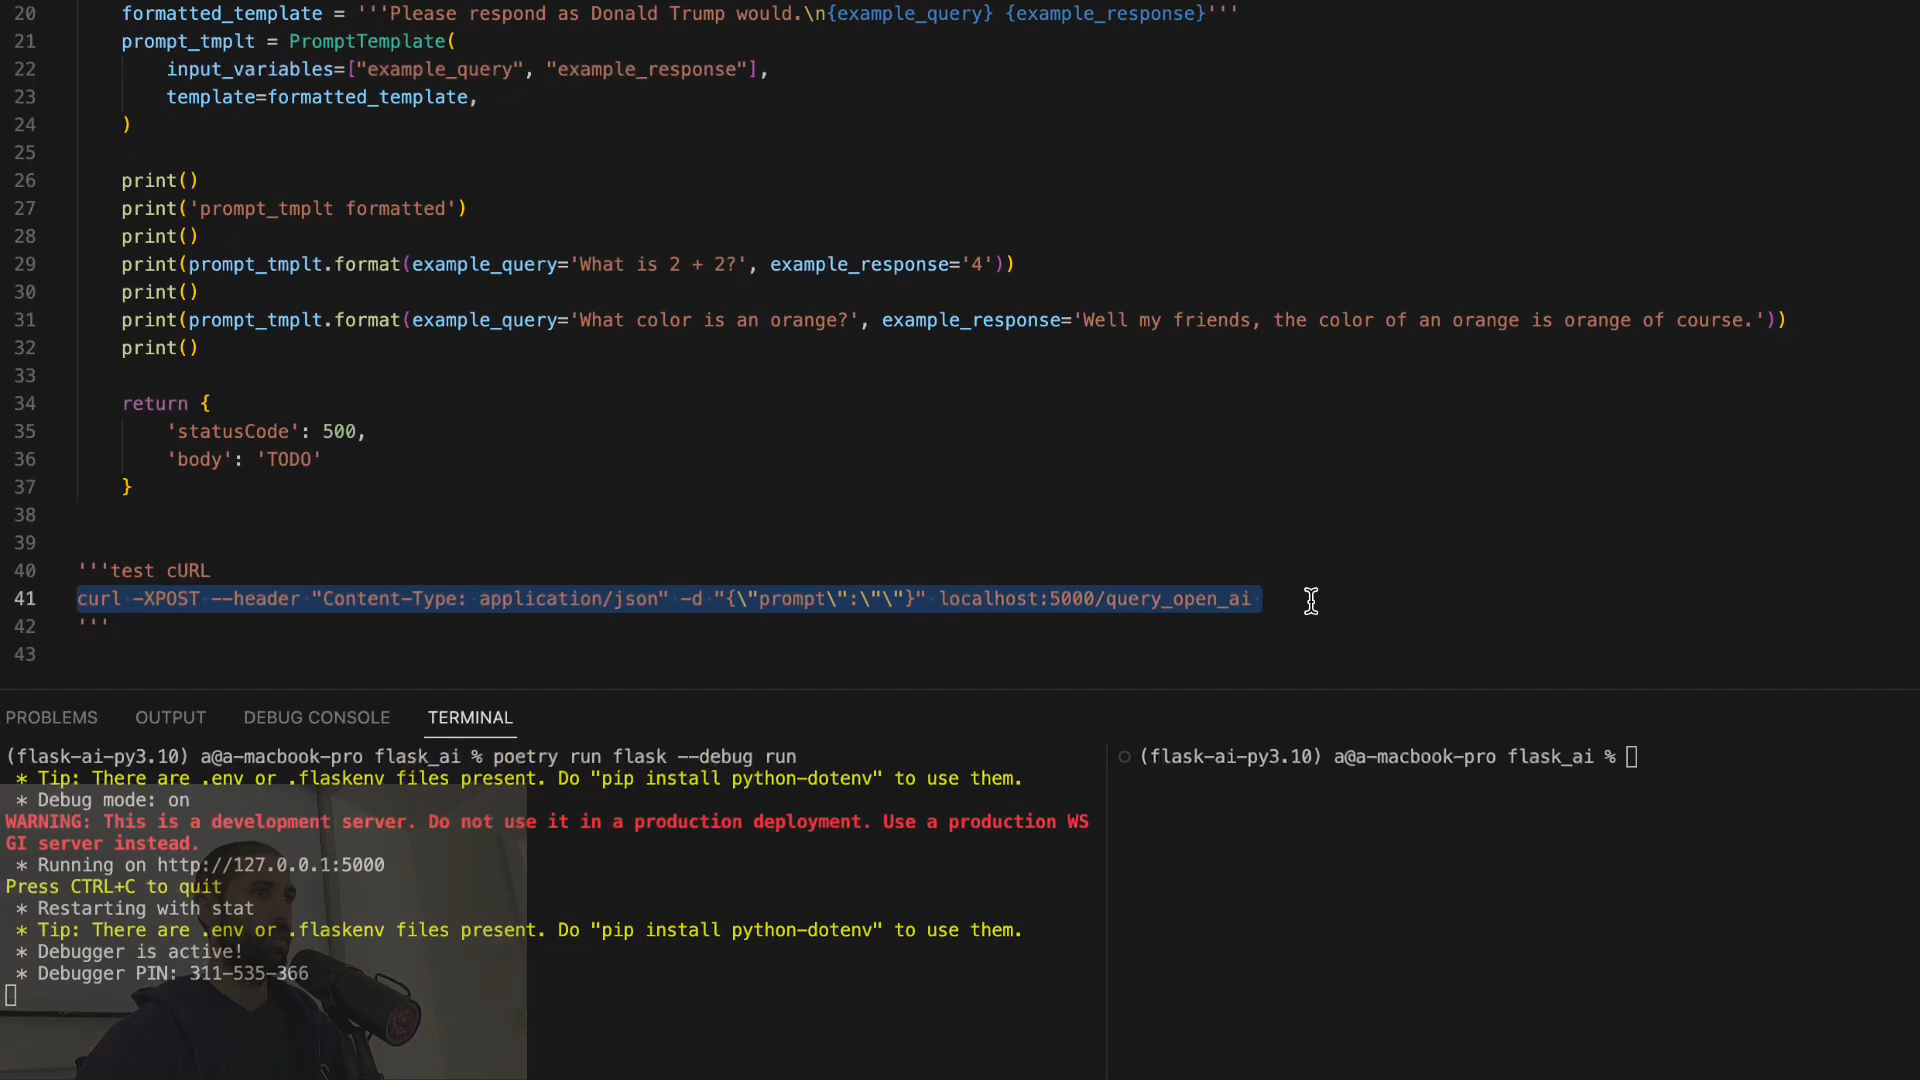 20 formatted_template = '''Please respond as Donald Trump would.\n{example_query} {example_response}'''
21 prompt_tmplt = PromptTemplate(
22 input_variables=["example_query", "example_response"],
23 template=formatted_template,
24 )
25
26 print()
27 print('prompt_tmplt formatted')
28 print()
29 print(prompt_tmplt.format(example_query='What is 2 + 2?', example_response='4'))
30 print()
31 print(prompt_tmplt.format(example_query='What color is an orange?', example_response='Well my friends, the color of an orange is orange of course.'))
32 print()
33
34 return {
35 'statusCode': 500,
36 'body': 'TODO'
37 }
38
39
40 '''test cURL
41 curl -XPOST --header "Content-Type: application/json" -d "{\"prompt\":\"\"}" localhost:5000/query_open_ai
42 '''
43
PROBLEMS OUTPUT DEBUG CONSOLE TERMINAL
(flask-ai-py3.10) a@a-macbook-pro flask_ai % poetry run flask --debug run
* Tip: There are .env or .flaskenv files present. Do "pip install python-dotenv" to use them.
* Debug mode: on
WARNING: This is a development server. Do not use it in a production deployment. Use a production WS
GI server instead.
* Running on http://127.0.0.1:5000
Press CTRL+C to quit
* Restarting with stat
* Tip: There are .env or .flaskenv files present. Do "pip install python-dotenv" to use them.
* Debugger is active!
* Debugger PIN: 311-535-366
(flask-ai-py3.10) a@a-macbook-pro flask_ai %